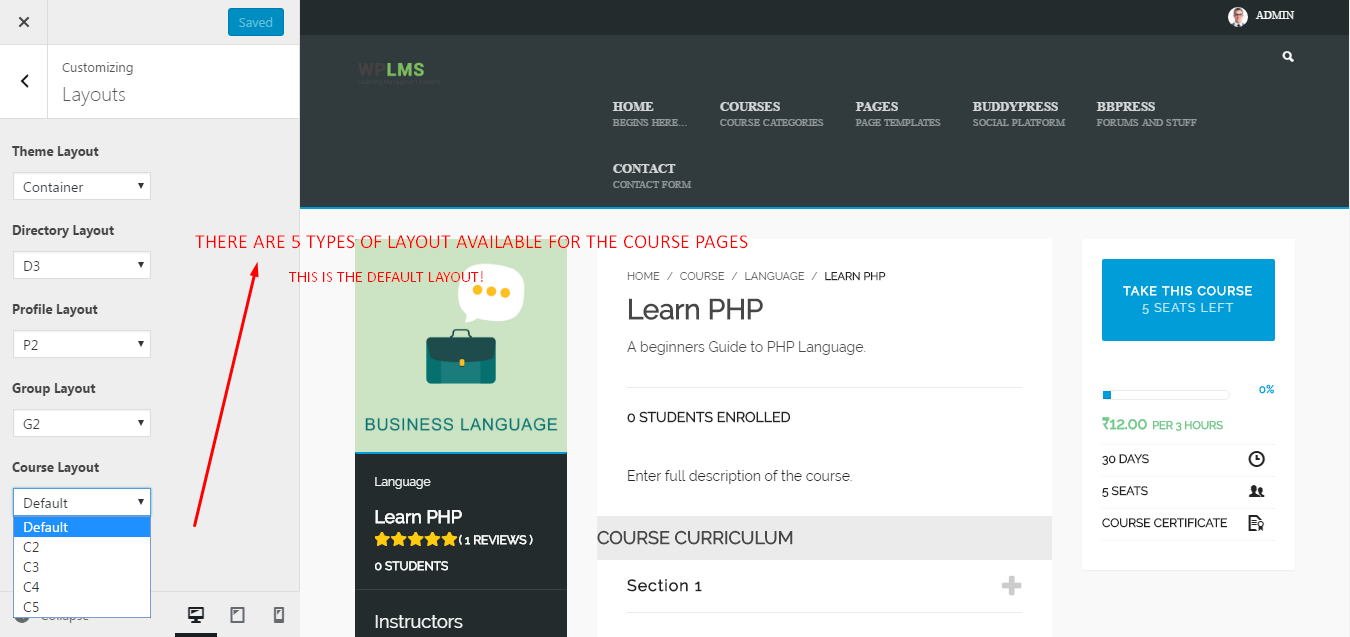 Saved
Customizing
Layouts
Theme Layout
Container
Directory Layout
D3
Profile Layout
P2
Group Layout
G2
Course Layout
Default
Default
C2
C3
C4
C5
Collapse
ADMIN
WPLMS
HOME
BEGINS HERE...
COURSES
COURSE CATEGORIES
PAGES
PAGE TEMPLATES
BUDDYPRESS
SOCIAL PLATFORM
BBPRESS
FORUMS AND STUFF
CONTACT
CONTACT FORM
THERE ARE 5 TYPES OF LAYOUT AVAILABLE FOR THE COURSE PAGES
THIS IS THE DEFAULT LAYOUT!
BUSINESS LANGUAGE
Language
Learn PHP
( 1 REVIEWS )
0 STUDENTS
Instructors
HOME / COURSE / LANGUAGE / LEARN PHP
Learn PHP
A beginners Guide to PHP Language.
0 STUDENTS ENROLLED
Enter full description of the course.
COURSE CURRICULUM
Section 1
TAKE THIS COURSE
5 SEATS LEFT
0%
₹12.00 PER 3 HOURS
30 DAYS
5 SEATS
COURSE CERTIFICATE